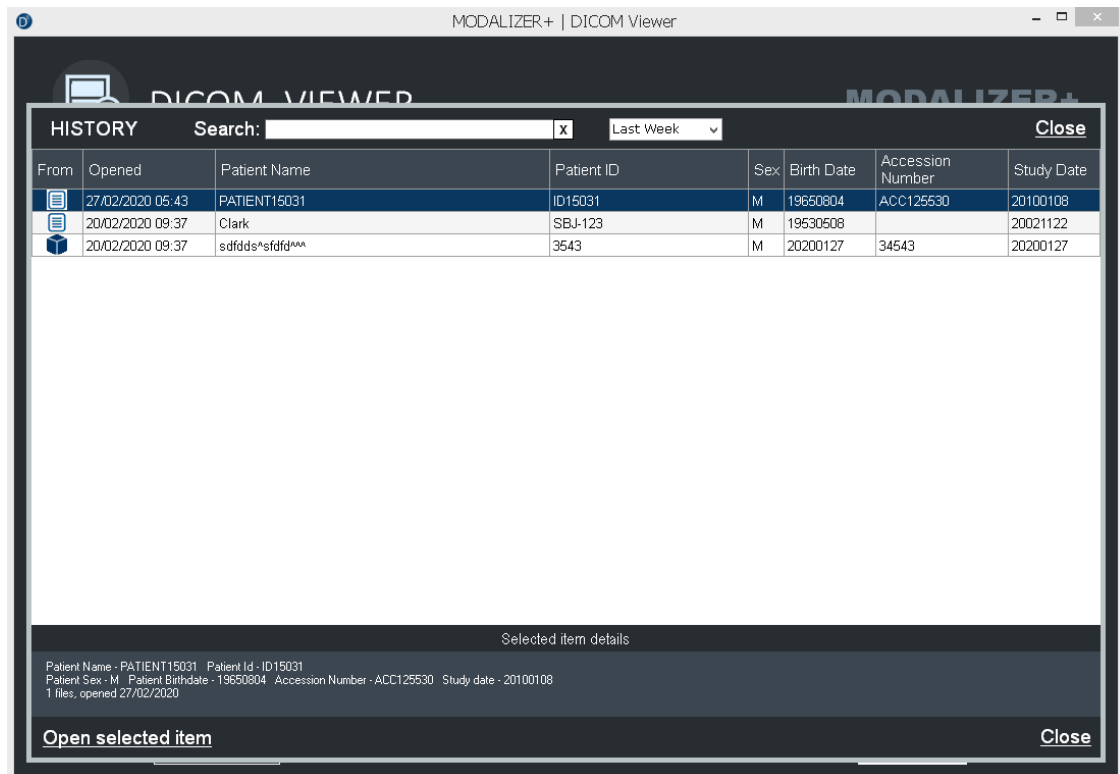 MODALIZER+ | DICOM Viewer
DICOM VIEWER
MODALIZER+
HISTORY Search: X Last Week Close
From Opened Patient Name Patient ID Sex Birth Date Accession Number Study Date
27/02/2020 05:43 PATIENT15031 ID15031 M 19650804 ACC125530 20100108
20/02/2020 09:37 Clark SBJ-123 M 19530508 20021122
20/02/2020 09:37 sdfdds^sfdfd^^^ 3543 M 20200127 34543 20200127
Selected item details
Patient Name - PATIENT15031 Patient Id - ID15031
Patient Sex - M Patient Birthdate - 19650804 Accession Number - ACC125530 Study date - 20100108
1 files, opened 27/02/2020
Open selected item Close